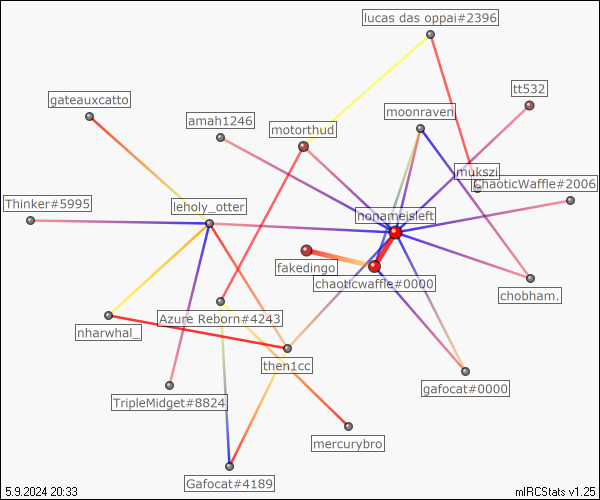 lucas das oppai#2396
gateauxcatto
tt532
amah1246
moonraven
motorthud
mukszi
ChaoticWaffle#2006
Thinker#5995
leholy_otter
nonameisleft
fakedingo
chaoticwaffle#0000
chobham.
Azure Reborn#4243
nharwhal_
then1cc
gafocat#0000
TripleMidget#8824
mercurybro
Gafocat#4189
5.9.2024 20:33
mIRCStats v1.25